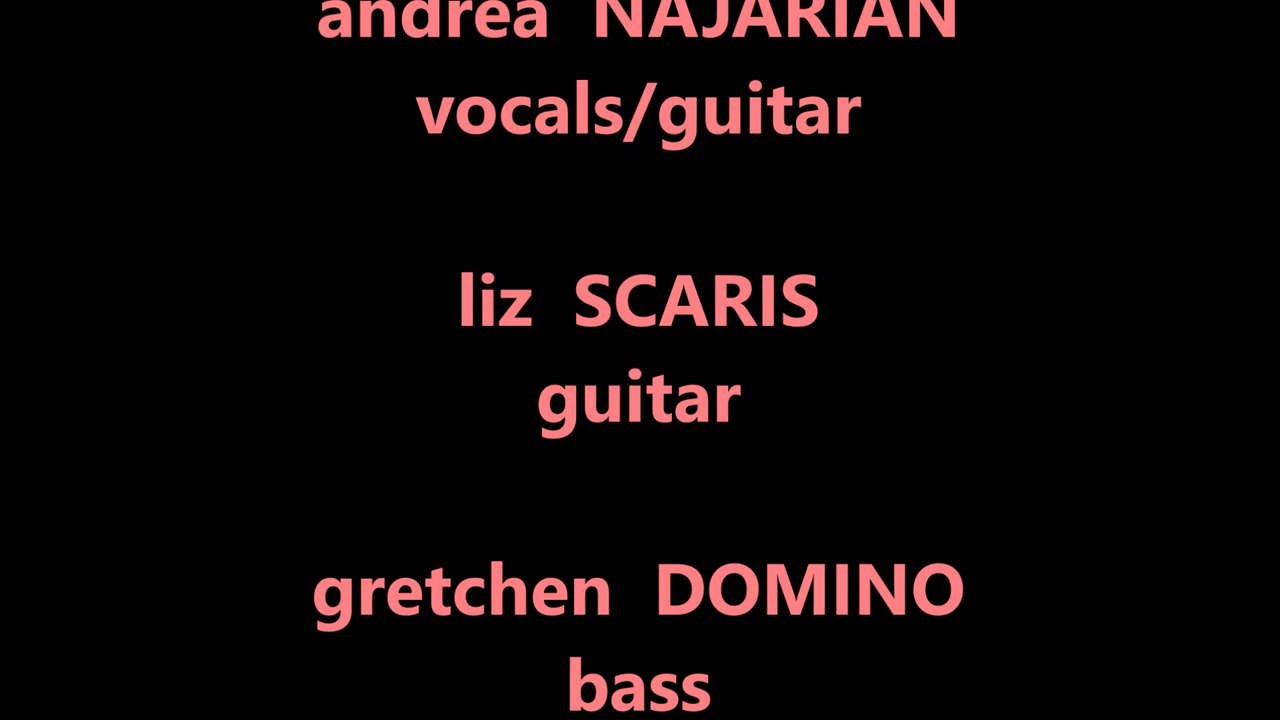 andrea NAJARIAN
vocals/guitar
liz SCARIS
guitar
gretchen DOMINO
bass